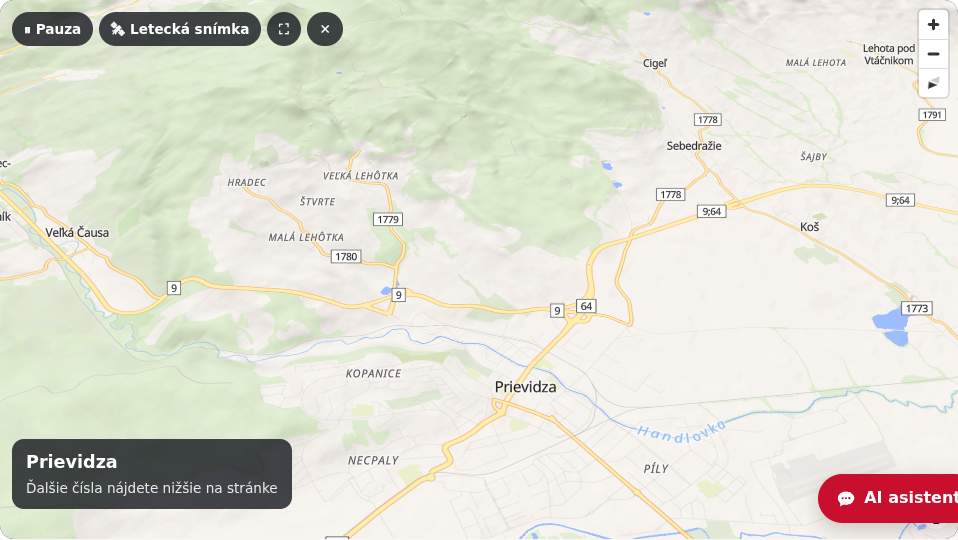 Pauza
Letecká snímka
Lehota pod
Vtáčnikom
Cigeľ
MALÁ LEHOTA
1778
1791
Sebedražie
ŠAJBY
ec-
HRADEC
VEĽKÁ LEHÔTKA
1778
9;64
9;64
ŠTVRTE
ník
1779
Veľká Čausa
MALÁ LEHÔTKA
Koš
1780
9
9
9
64
1773
KOPANICE
Prievidza
Handlovka
NECPALY
PÍLY
Prievidza
Ďalšie čísla nájdete nižšie na stránke
AI asistent